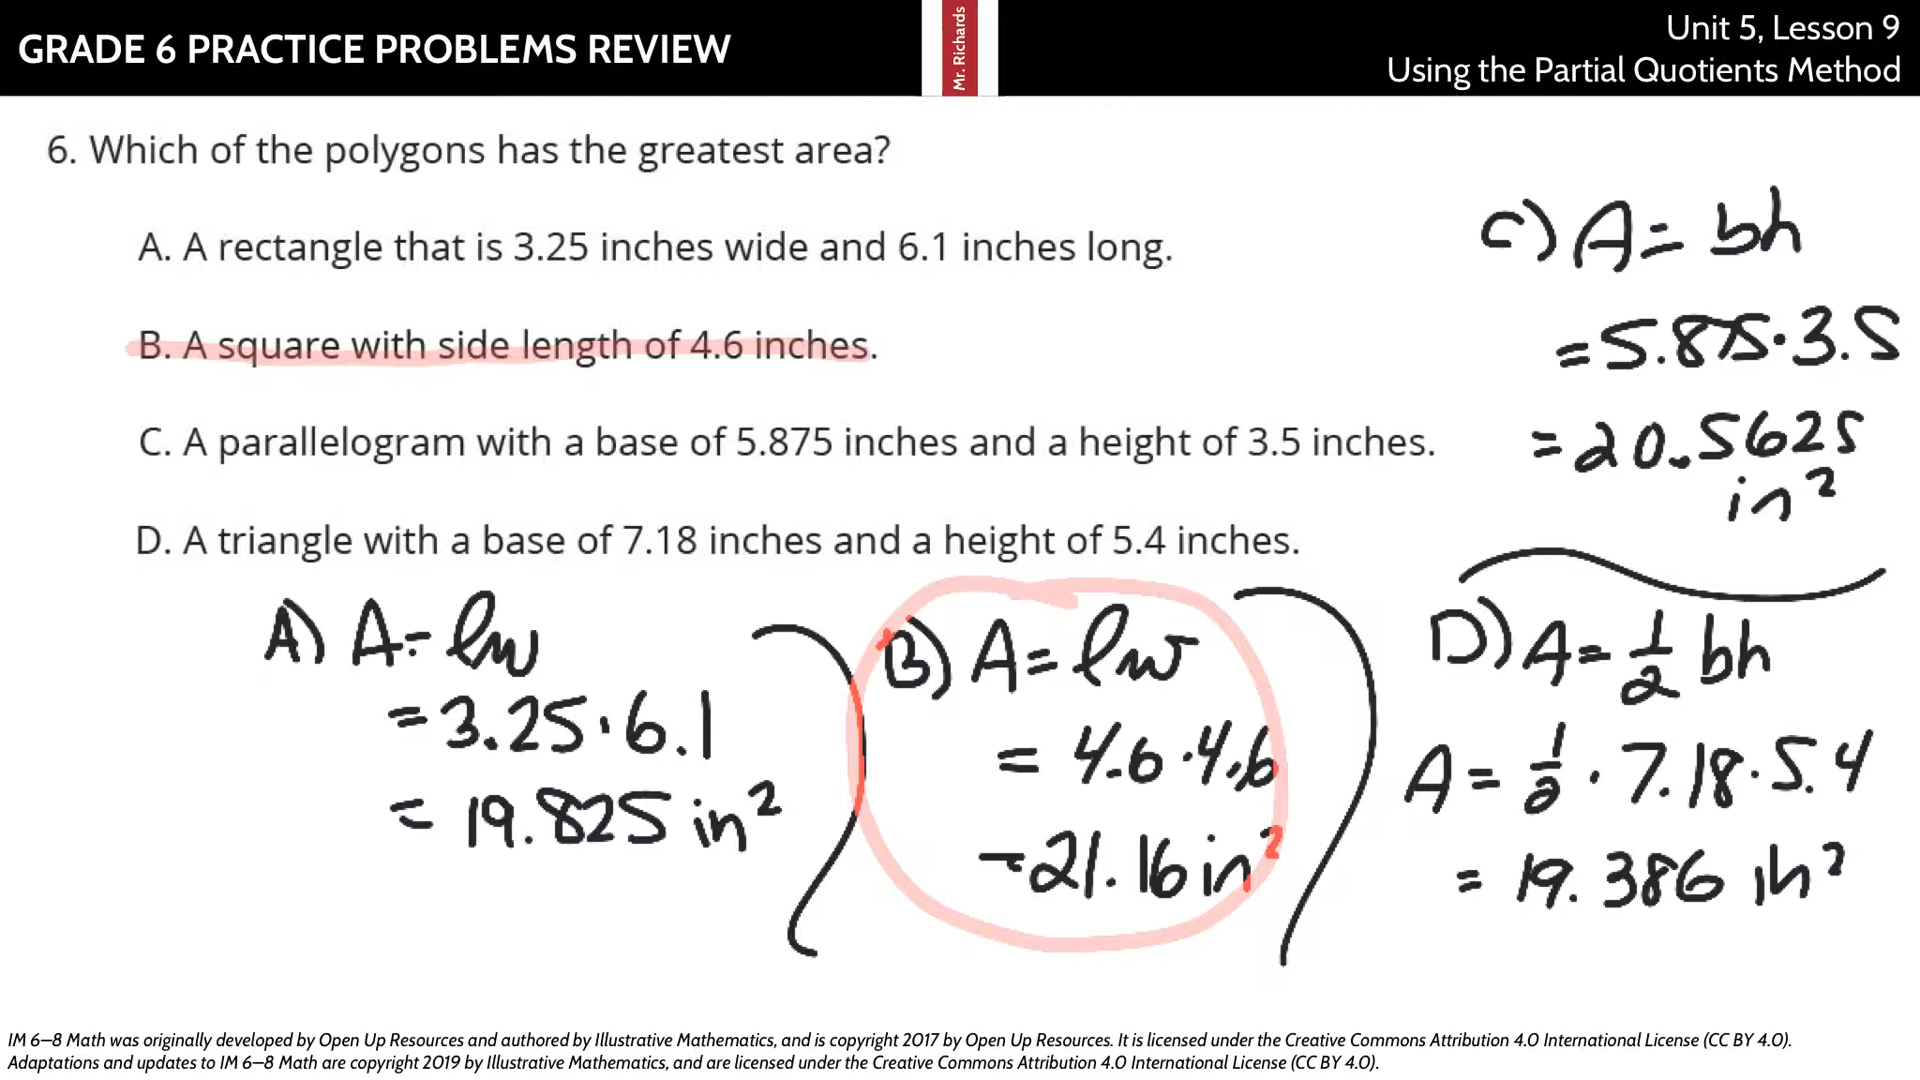 GRADE 6 PRACTICE PROBLEMS REVIEW
Mr. Richards
Unit 5, Lesson 9
Using the Partial Quotients Method
6. Which of the polygons has the greatest area?
A. A rectangle that is 3.25 inches wide and 6.1 inches long.
B. A square with side length of 4.6 inches.
C. A parallelogram with a base of 5.875 inches and a height of 3.5 inches.
D. A triangle with a base of 7.18 inches and a height of 5.4 inches.
A) A = lw
= 3.25 · 6.1
= 19.825 in²
B) A = lw
= 4.6 · 4.6
= 21.16 in²
C) A = bh
= 5.875 · 3.5
= 20.5625
in²
D) A = 1/2 bh
A = 1/2 · 7.18 · 5.4
= 19.386 in²
IM 6–8 Math was originally developed by Open Up Resources and authored by Illustrative Mathematics, and is copyright 2017 by Open Up Resources. It is licensed under the Creative Commons Attribution 4.0 International License (CC BY 4.0).
Adaptations and updates to IM 6–8 Math are copyright 2019 by Illustrative Mathematics, and are licensed under the Creative Commons Attribution 4.0 International License (CC BY 4.0).